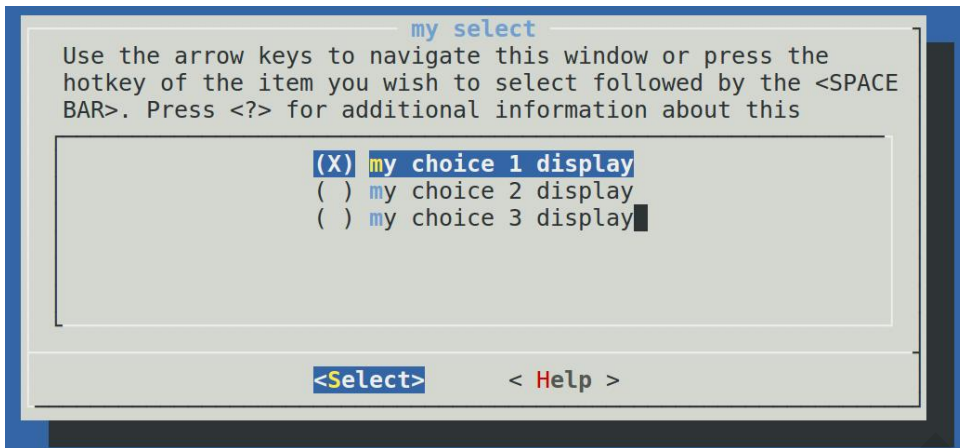 my select
Use the arrow keys to navigate this window or press the
hotkey of the item you wish to select followed by the <SPACE
BAR>. Press <?> for additional information about this
(X) my choice 1 display
( ) my choice 2 display
( ) my choice 3 display
<Select> < Help >